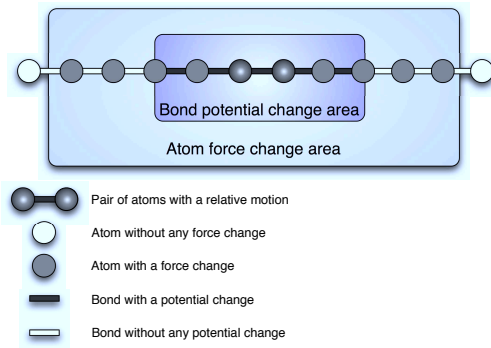 Bond potential change area
Atom force change area
Pair of atoms with a relative motion
Atom without any force change
Atom with a force change
Bond with a potential change
Bond without any potential change